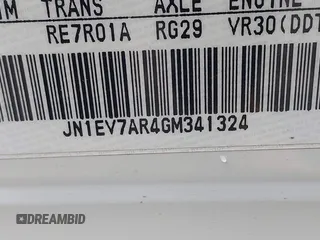 TRANS AXLE ENGINE
RE7R01A RG29 VR30(DDT
JN1EV7AR4GM341324
DREAMBID